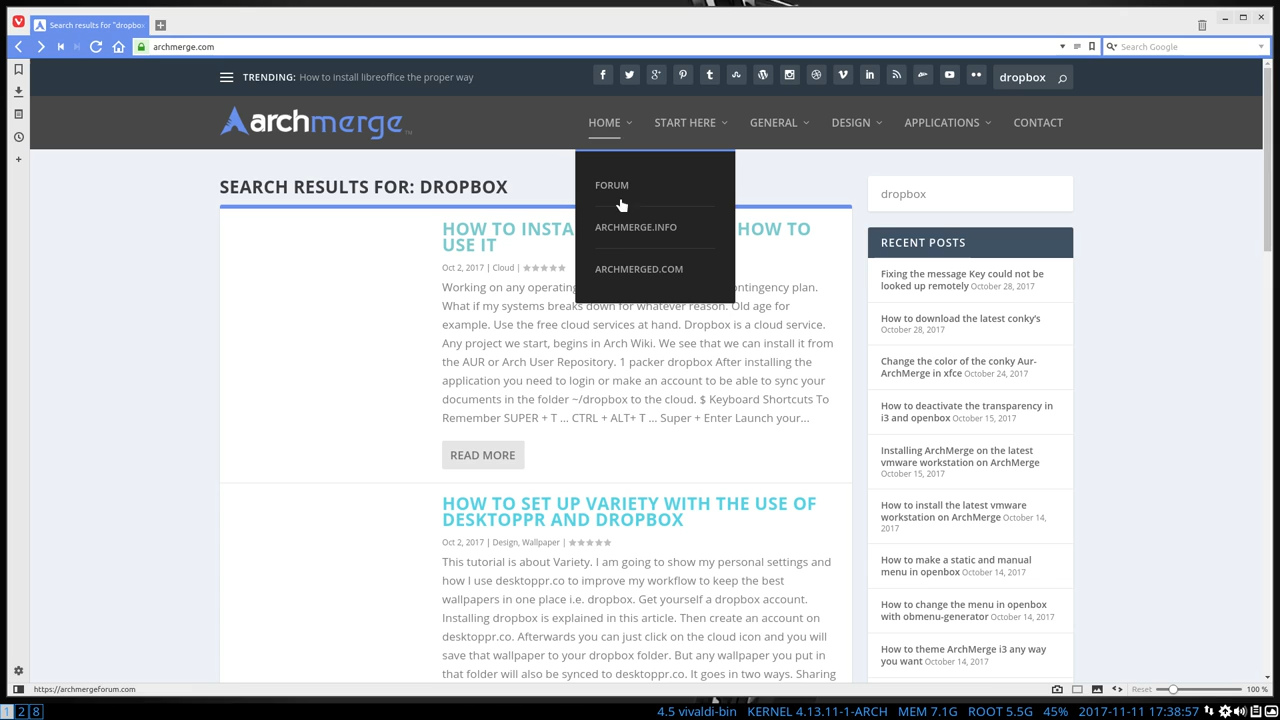 Search results for "dropbo
archmerge.com
Search Google
TRENDING: How to install libreoffice the proper way
dropbox
archmerge™
HOME START HERE GENERAL DESIGN APPLICATIONS CONTACT
FORUM
ARCHMERGE.INFO
ARCHMERGED.COM
SEARCH RESULTS FOR: DROPBOX
HOW TO INSTA HOW TO
USE IT
Oct 2, 2017 | Cloud |
Working on any operating ontingency plan.
What if my systems breaks down for whatever reason. Old age for
example. Use the free cloud services at hand. Dropbox is a cloud service.
Any project we start, begins in Arch Wiki. We see that we can install it from
the AUR or Arch User Repository. 1 packer dropbox After installing the
application you need to login or make an account to be able to sync your
documents in the folder ~/dropbox to the cloud. $ Keyboard Shortcuts To
Remember SUPER + T ... CTRL + ALT+ T ... Super + Enter Launch your...
READ MORE
HOW TO SET UP VARIETY WITH THE USE OF
DESKTOPPR AND DROPBOX
Oct 2, 2017 | Design, Wallpaper |
This tutorial is about Variety. I am going to show my personal settings and
how I use desktoppr.co to improve my workflow to keep the best
wallpapers in one place i.e. dropbox. Get yourself a dropbox account.
Installing dropbox is explained in this article. Then create an account on
desktoppr.co. Afterwards you can just click on the cloud icon and you will
save that wallpaper to your dropbox folder. But any wallpaper you put in
that folder will also be synced to desktoppr.co. It goes in two ways. Sharing
dropbox
RECENT POSTS
Fixing the message Key could not be
looked up remotely October 28, 2017
How to download the latest conky's
October 28, 2017
Change the color of the conky Aur-
ArchMerge in xfce October 24, 2017
How to deactivate the transparency in
i3 and openbox October 15, 2017
Installing ArchMerge on the latest
vmware workstation on ArchMerge
October 15, 2017
How to install the latest vmware
workstation on ArchMerge October 14,
2017
How to make a static and manual
menu in openbox October 14, 2017
How to change the menu in openbox
with obmenu-generator October 14, 2017
How to theme ArchMerge i3 any way
you want October 14, 2017
https://archmergeforum.com
Reset 100 %
1 2 8 4.5 vivaldi-bin KERNEL 4.13.11-1-ARCH MEM 7.1G ROOT 5.5G 45% 2017-11-11 17:38:57